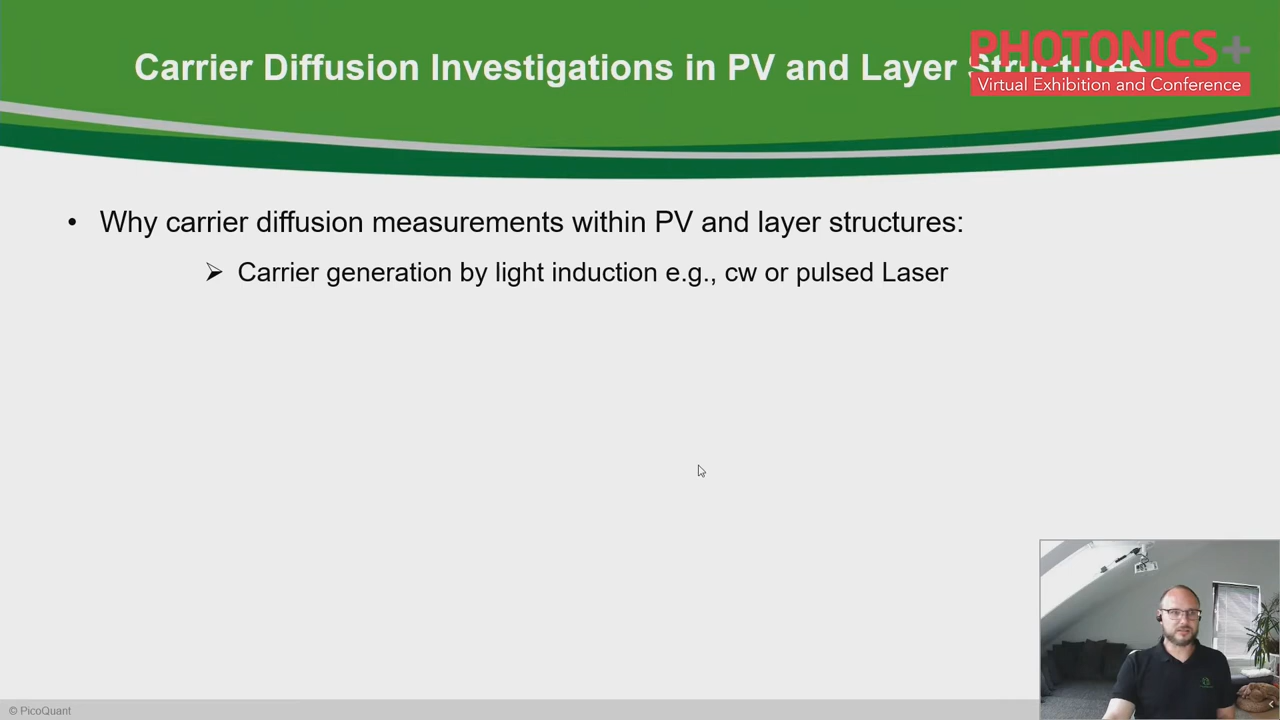 Carrier Diffusion Investigations in PV and Layer Structures
PHOTONICS+
Virtual Exhibition and Conference
• Why carrier diffusion measurements within PV and layer structures:
➢ Carrier generation by light induction e.g., cw or pulsed Laser
© PicoQuant